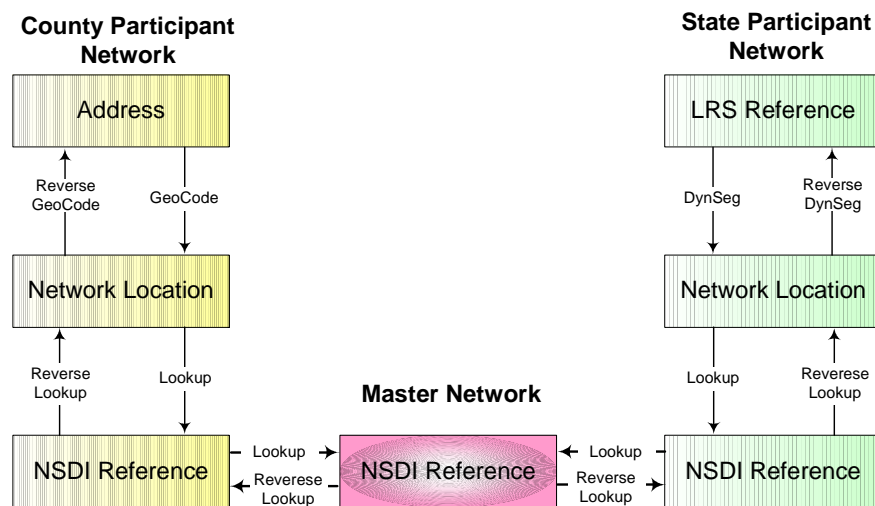 County Participant
Network
State Participant
Network
Address
LRS Reference
Reverse
GeoCode
GeoCode
DynSeg
Reverse
DynSeg
Network Location
Network Location
Reverse
Lookup
Lookup
Lookup
Reverese
Lookup
Master Network
NSDI Reference
Lookup
Reverese
Lookup
NSDI Reference
Lookup
Reverse
Lookup
NSDI Reference